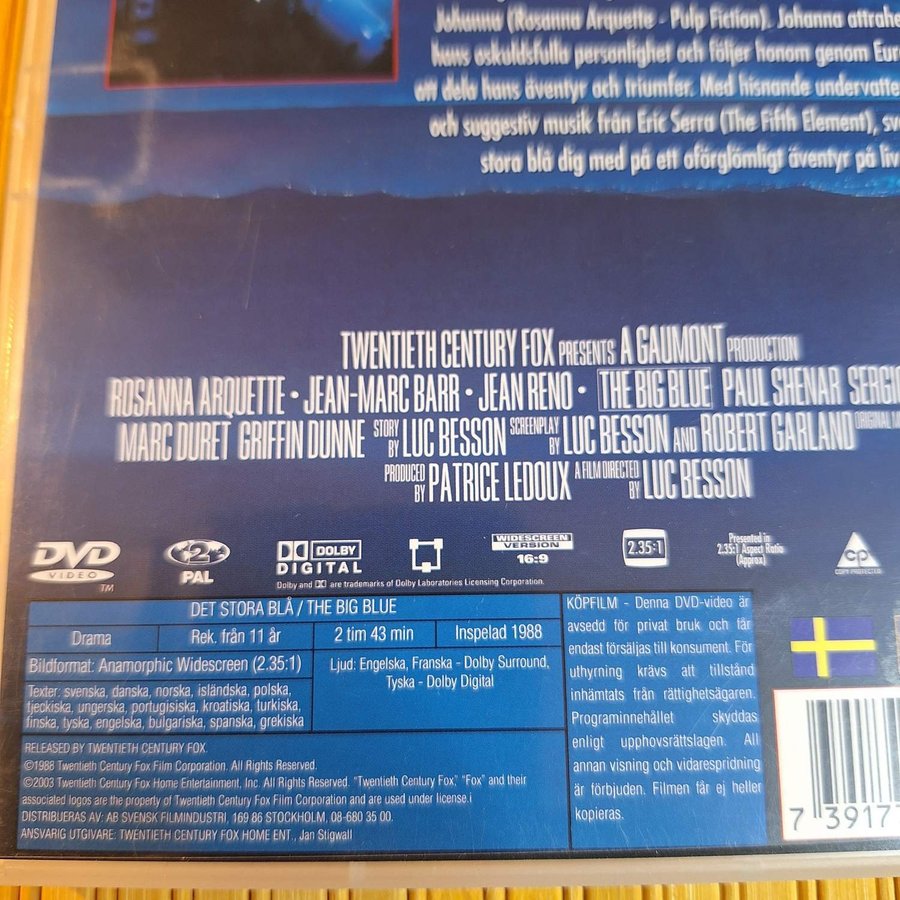 Johanna (Rosanna Arquette - Pulp Fiction). Johanna attrahe
hans oskuldsfulla personlighet och följer honom genom Eur
att dela hans äventyr och triumfer. Med hisnande undervatte
och suggestiv musik från Eric Serra (The Fifth Element), sv
stora blå dig med på ett oförglömligt äventyr på liv
TWENTIETH CENTURY FOX PRESENTS A GAUMONT PRODUCTION
ROSANNA ARQUETTE • JEAN-MARC BARR • JEAN RENO • THE BIG BLUE PAUL SHENAR SERGIO
MARC DURET GRIFFIN DUNNE STORY BY LUC BESSON SCREENPLAY BY LUC BESSON AND ROBERT GARLAND ORIGINAL
PRODUCED BY PATRICE LEDOUX A FILM DIRECTED BY LUC BESSON
DVD VIDEO TM
2 PAL
DOLBY DIGITAL
WIDESCREEN VERSION 16:9
2.35:1
Presented in 2.35:1 Aspect Ratio (Approx)
CP COPY PROTECTED
Dolby and DD are trademarks of Dolby Laboratories Licensing Corporation.
DET STORA BLÅ / THE BIG BLUE
Drama Rek. från 11 år 2 tim 43 min Inspelad 1988
Bildformat: Anamorphic Widescreen (2.35:1)
Texter: svenska, danska, norska, isländska, polska,
tjeckiska, ungerska, portugisiska, kroatiska, turkiska,
finska, tyska, engelska, bulgariska, spanska, grekiska
Ljud: Engelska, Franska - Dolby Surround,
Tyska - Dolby Digital
RELEASED BY TWENTIETH CENTURY FOX.
©1988 Twentieth Century Fox Film Corporation. All Rights Reserved.
©2003 Twentieth Century Fox Home Entertainment, Inc. All Rights Reserved. "Twentieth Century Fox," "Fox" and their
associated logos are the property of Twentieth Century Fox Film Corporation and are used under license.i
DISTRIBUERAS AV: AB SVENSK FILMINDUSTRI, 169 86 STOCKHOLM, 08-680 35 00.
ANSVARIG UTGIVARE: TWENTIETH CENTURY FOX HOME ENT., Jan Stigwall
KÖPFILM - Denna DVD-video är
avsedd för privat bruk och får
endast försäljas till konsument. För
uthyrning krävs att tillstånd
inhämtats från rättighetsägaren.
Programinnehållet skyddas
enligt upphovsrättslagen. All
annan visning och vidarespridning
är förbjuden. Filmen får ej heller
kopieras.
7 39177